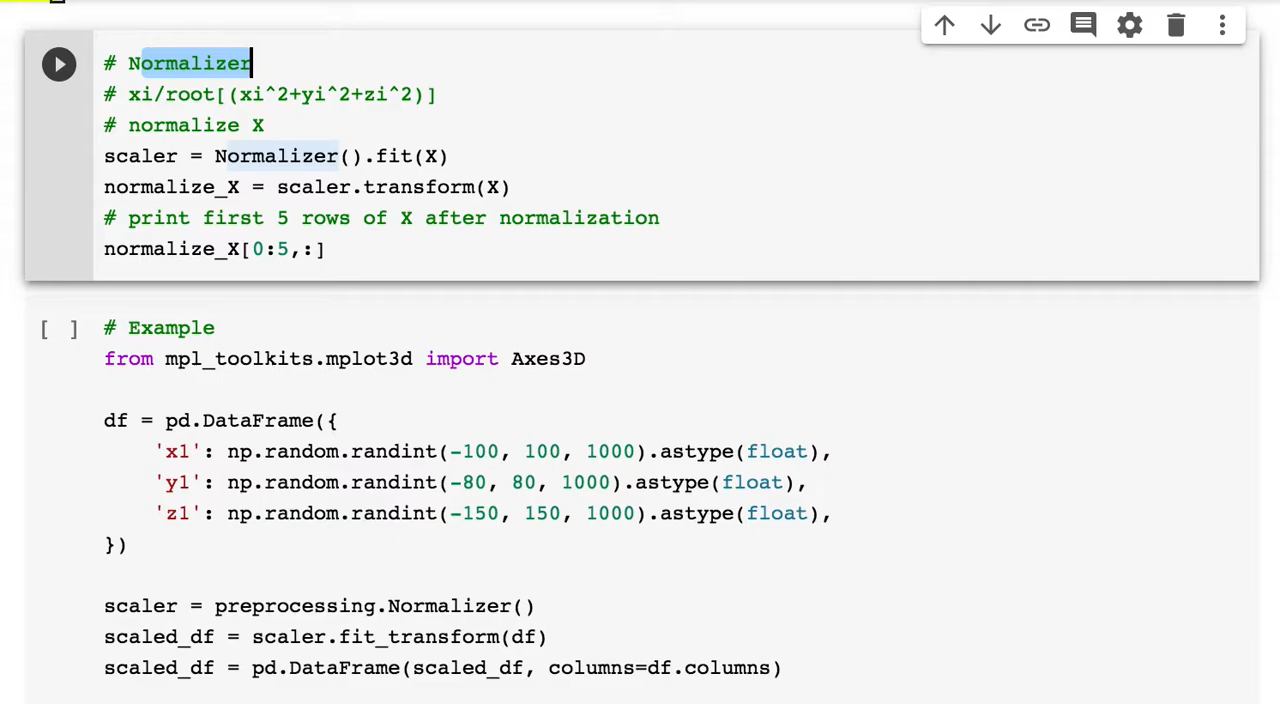 # Normalizer
# xi/root[(xi^2+yi^2+zi^2)]
# normalize X
scaler = Normalizer().fit(X)
normalize_X = scaler.transform(X)
# print first 5 rows of X after normalization
normalize_X[0:5,:]
[ ]
# Example
from mpl_toolkits.mplot3d import Axes3D
df = pd.DataFrame({
'x1': np.random.randint(-100, 100, 1000).astype(float),
'y1': np.random.randint(-80, 80, 1000).astype(float),
'z1': np.random.randint(-150, 150, 1000).astype(float),
})
scaler = preprocessing.Normalizer()
scaled_df = scaler.fit_transform(df)
scaled_df = pd.DataFrame(scaled_df, columns=df.columns)